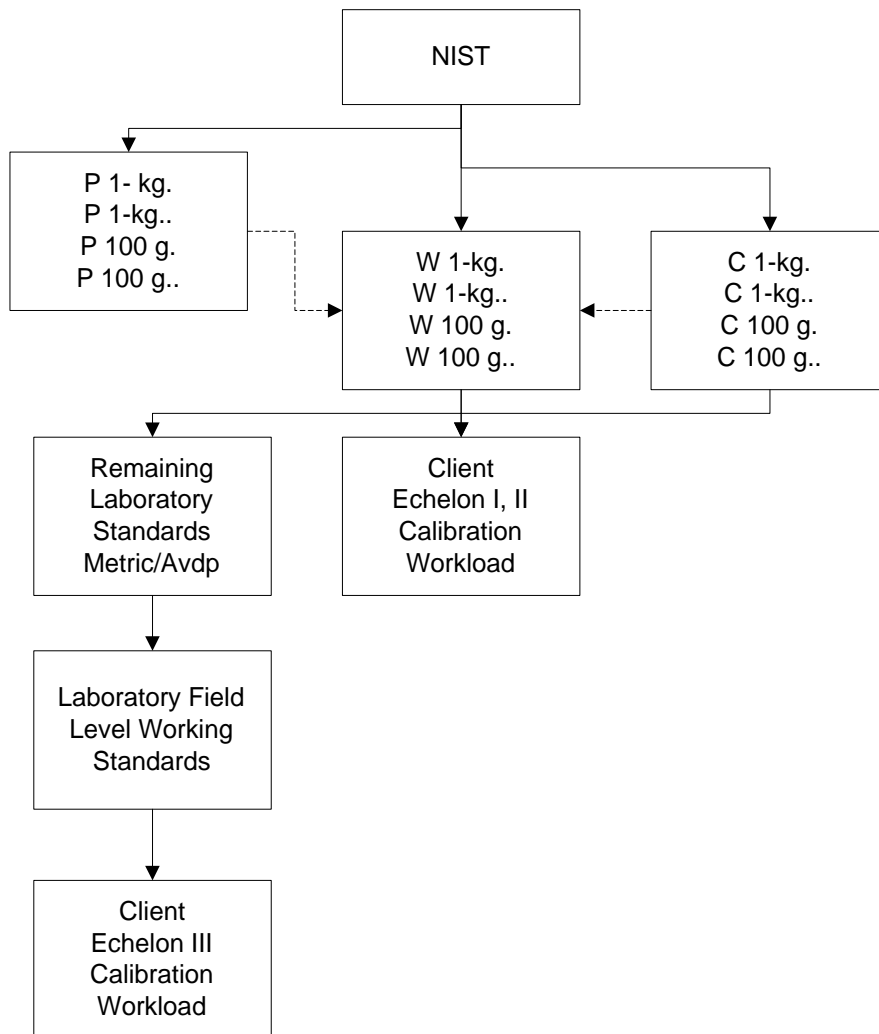 NIST
P 1- kg.
P 1-kg..
P 100 g.
P 100 g..
W 1-kg.
W 1-kg..
W 100 g.
W 100 g..
C 1-kg.
C 1-kg..
C 100 g.
C 100 g..
Remaining
Laboratory
Standards
Metric/Avdp
Client
Echelon I, II
Calibration
Workload
Laboratory Field
Level Working
Standards
Client
Echelon III
Calibration
Workload